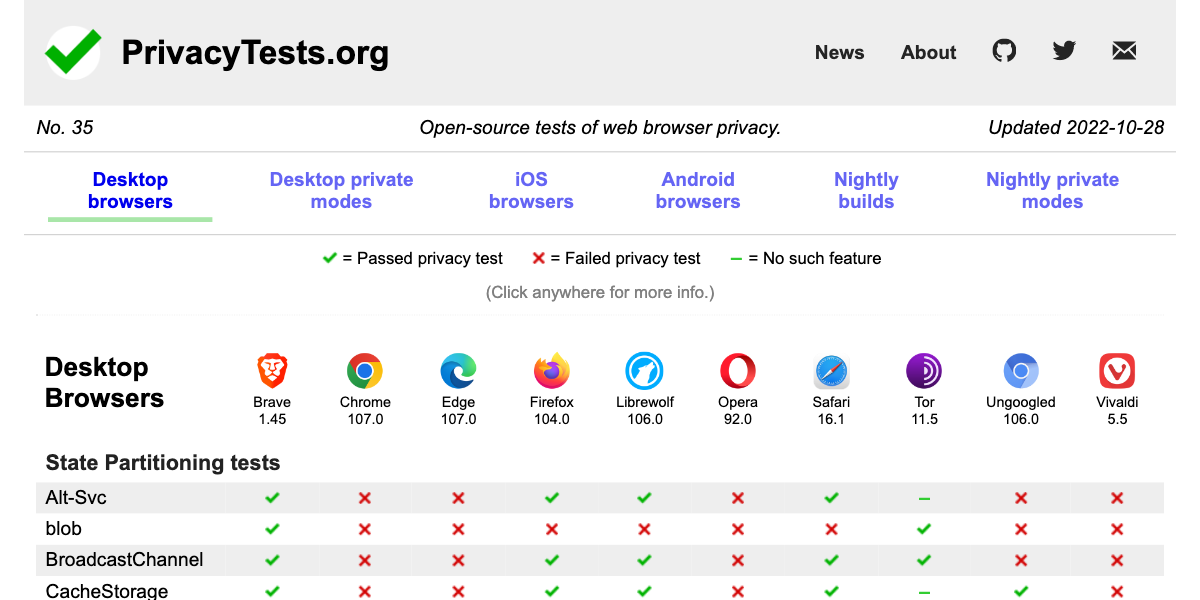 PrivacyTests.org
News About
No. 35 Open-source tests of web browser privacy. Updated 2022-10-28
Desktop browsers Desktop private modes iOS browsers Android browsers Nightly builds Nightly private modes
✓ = Passed privacy test ✗ = Failed privacy test – = No such feature
(Click anywhere for more info.)
Desktop Browsers
Brave 1.45
Chrome 107.0
Edge 107.0
Firefox 104.0
Librewolf 106.0
Opera 92.0
Safari 16.1
Tor 11.5
Ungoogled 106.0
Vivaldi 5.5
State Partitioning tests
Alt-Svc ✓ ✗ ✗ ✓ ✓ ✗ ✓ – ✗ ✗
blob ✓ ✗ ✗ ✗ ✗ ✗ ✗ ✓ ✗ ✗
BroadcastChannel ✓ ✗ ✗ ✓ ✓ ✗ ✓ ✓ ✗ ✗
CacheStorage ✓ ✗ ✗ ✓ ✓ ✗ ✓ – ✓ ✗